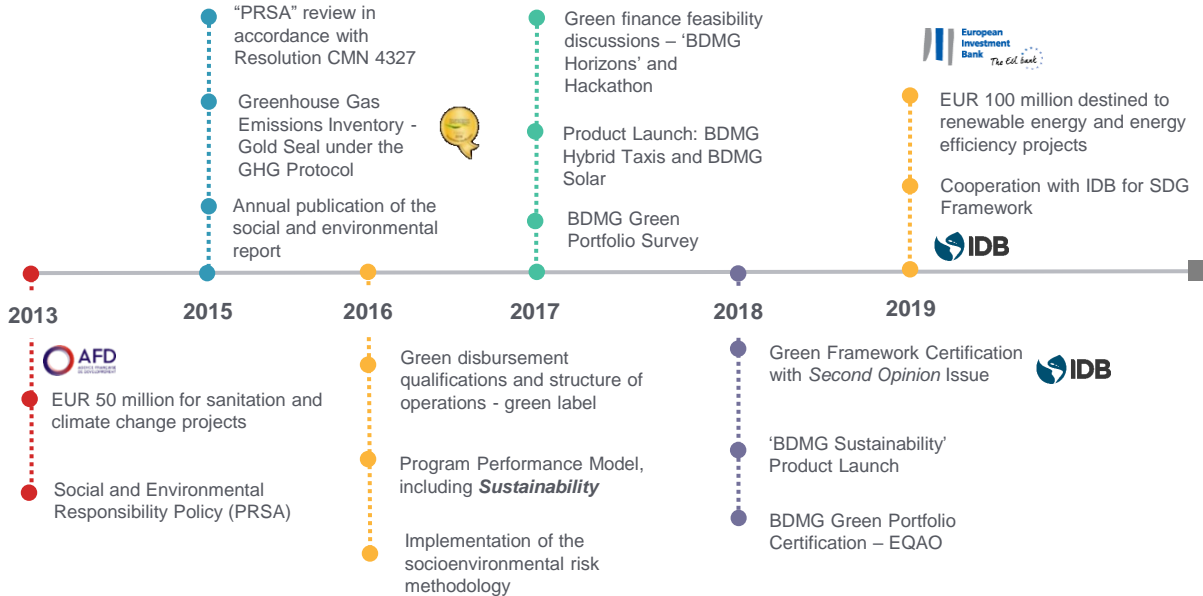 “PRSA” review in
accordance with
Resolution CMN 4327
Greenhouse Gas
Emissions Inventory -
Gold Seal under the
GHG Protocol
Annual publication of the
social and environmental
report
Green finance feasibility
discussions – ‘BDMG
Horizons’ and
Hackathon
Product Launch: BDMG
Hybrid Taxis and BDMG
Solar
BDMG Green
Portfolio Survey
European
Investment
Bank
The EU bank
EUR 100 million destined to
renewable energy and energy
efficiency projects
Cooperation with IDB for SDG
Framework
IDB
2013
2015
2016
2017
2018
2019
AFD
AGENCE FRANÇAISE
DE DÉVELOPPEMENT
EUR 50 million for sanitation and
climate change projects
Social and Environmental
Responsibility Policy (PRSA)
Green disbursement
qualifications and structure of
operations - green label
Program Performance Model,
including Sustainability
Implementation of the
socioenvironmental risk
methodology
Green Framework Certification
with Second Opinion Issue
IDB
‘BDMG Sustainability’
Product Launch
BDMG Green Portfolio
Certification – EQAO